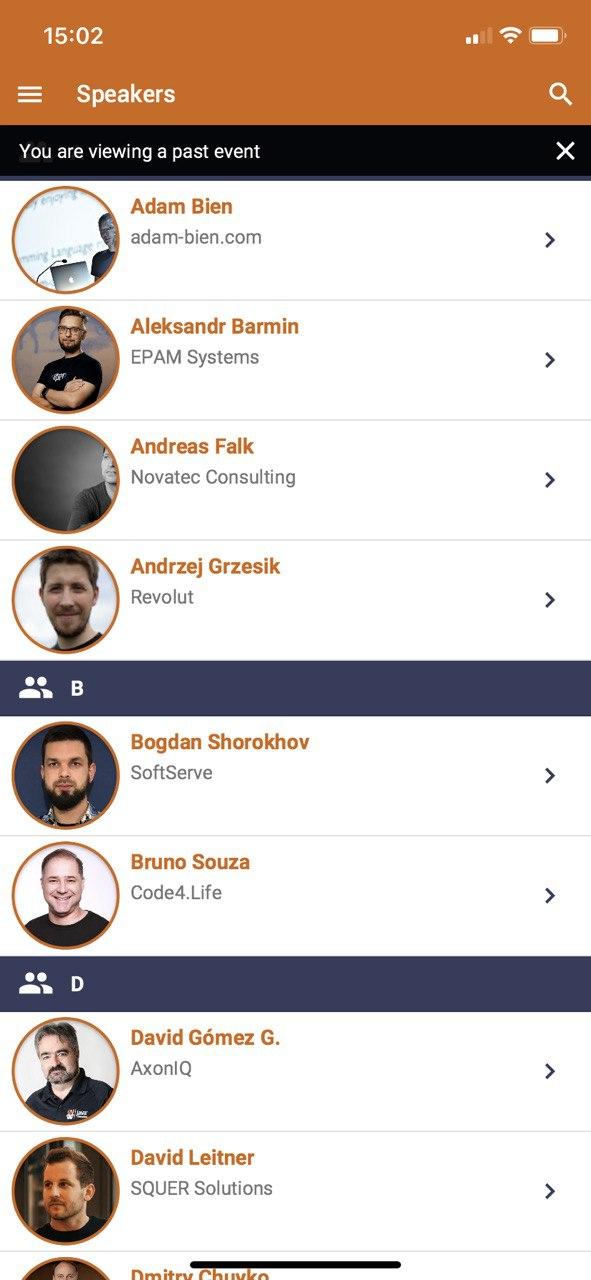 15:02
Speakers
You are viewing a past event
Adam Bien
adam-bien.com
Aleksandr Barmin
EPAM Systems
Andreas Falk
Novatec Consulting
Andrzej Grzesik
Revolut
B
Bogdan Shorokhov
SoftServe
Bruno Souza
Code4.Life
D
David Gómez G.
AxonIQ
David Leitner
SQUER Solutions
Dmitry Chuyko